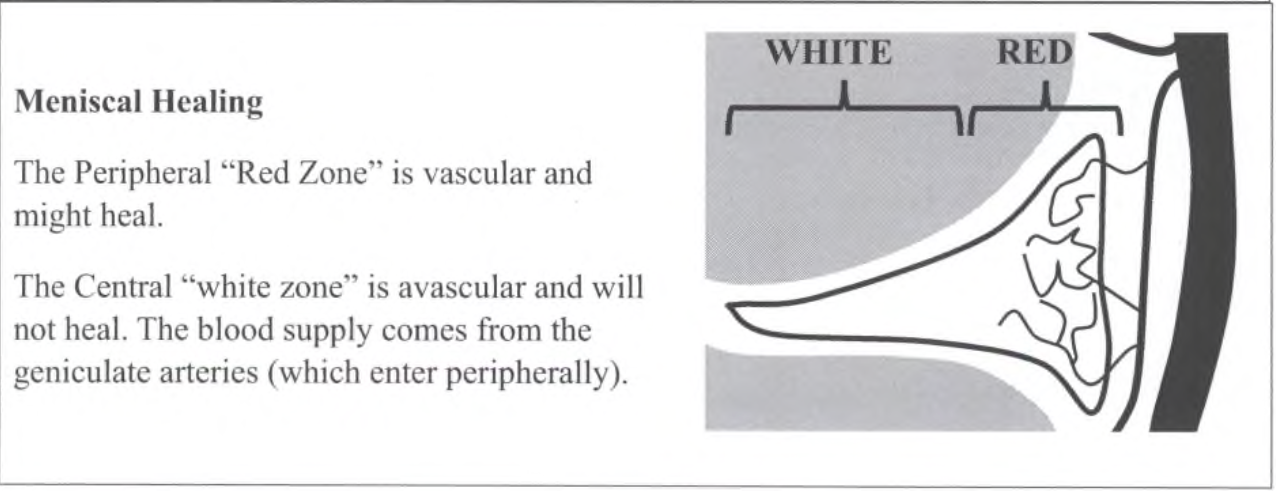 Meniscal Healing
The Peripheral “Red Zone” is vascular and
might heal.
The Central “white zone” is avascular and will
not heal. The blood supply comes from the
geniculate arteries (which enter peripherally).
WHITE RED